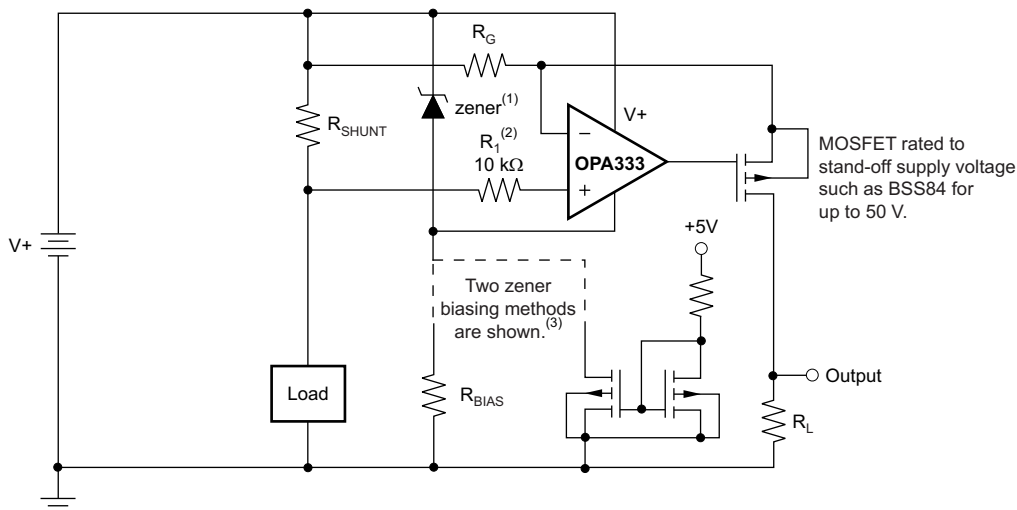 R_G
zener(1)
V+
R_SHUNT
R_1(2)
10 kΩ
−
OPA333
+
MOSFET rated to
stand-off supply voltage
such as BSS84 for
up to 50 V.
V+
+5V
Two zener
biasing methods
are shown.(3)
Load
R_BIAS
Output
R_L